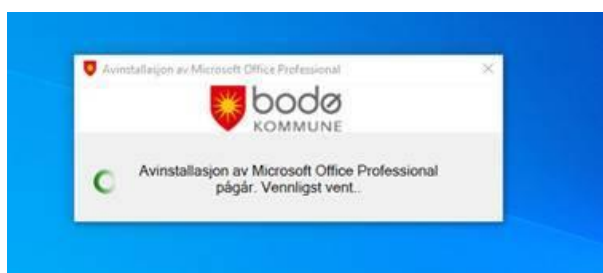 Avinstallasjon av Microsoft Office Professional
bodø
KOMMUNE
Avinstallasjon av Microsoft Office Professional
pågår. Vennligst vent..